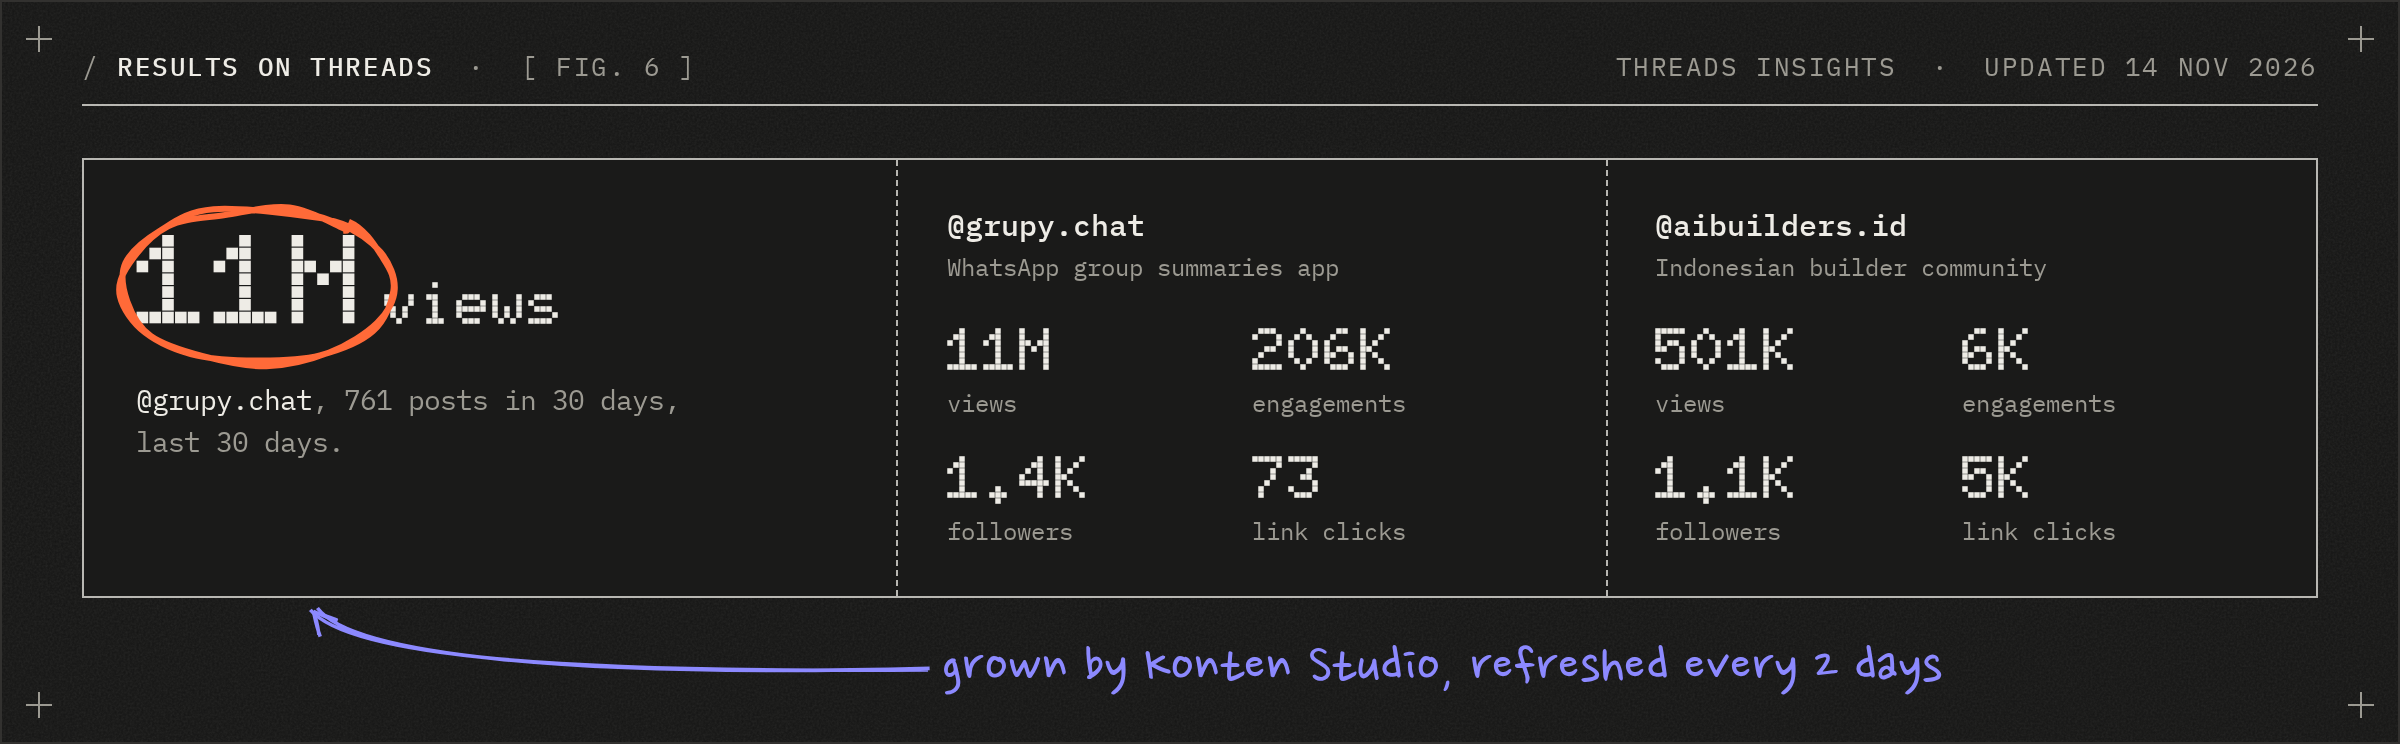 / RESULTS ON THREADS · [ FIG. 6 ]
THREADS INSIGHTS · UPDATED 14 NOV 2026
11M views
@grupy.chat, 761 posts in 30 days,
last 30 days.
@grupy.chat
WhatsApp group summaries app
11M 206K
views engagements
1,4K 73
followers link clicks
@aibuilders.id
Indonesian builder community
501K 6K
views engagements
1,1K 5K
followers link clicks
grown by Konten Studio, refreshed every 2 days